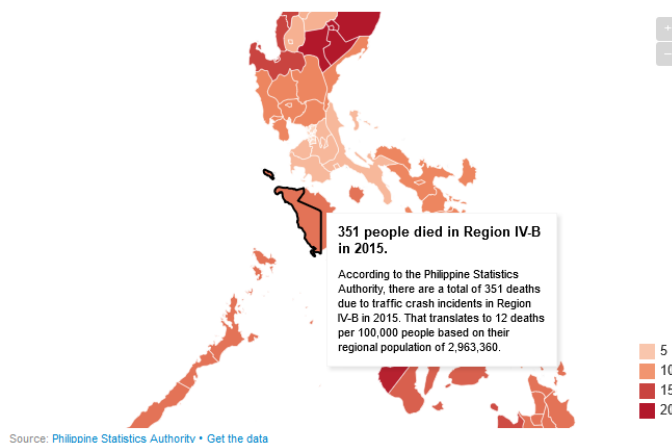 +
−
351 people died in Region IV-B
in 2015.
According to the Philippine Statistics
Authority, there are a total of 351 deaths
due to traffic crash incidents in Region
IV-B in 2015. That translates to 12 deaths
per 100,000 people based on their
regional population of 2,963,360.
5
10
15
20
Source: Philippine Statistics Authority • Get the data